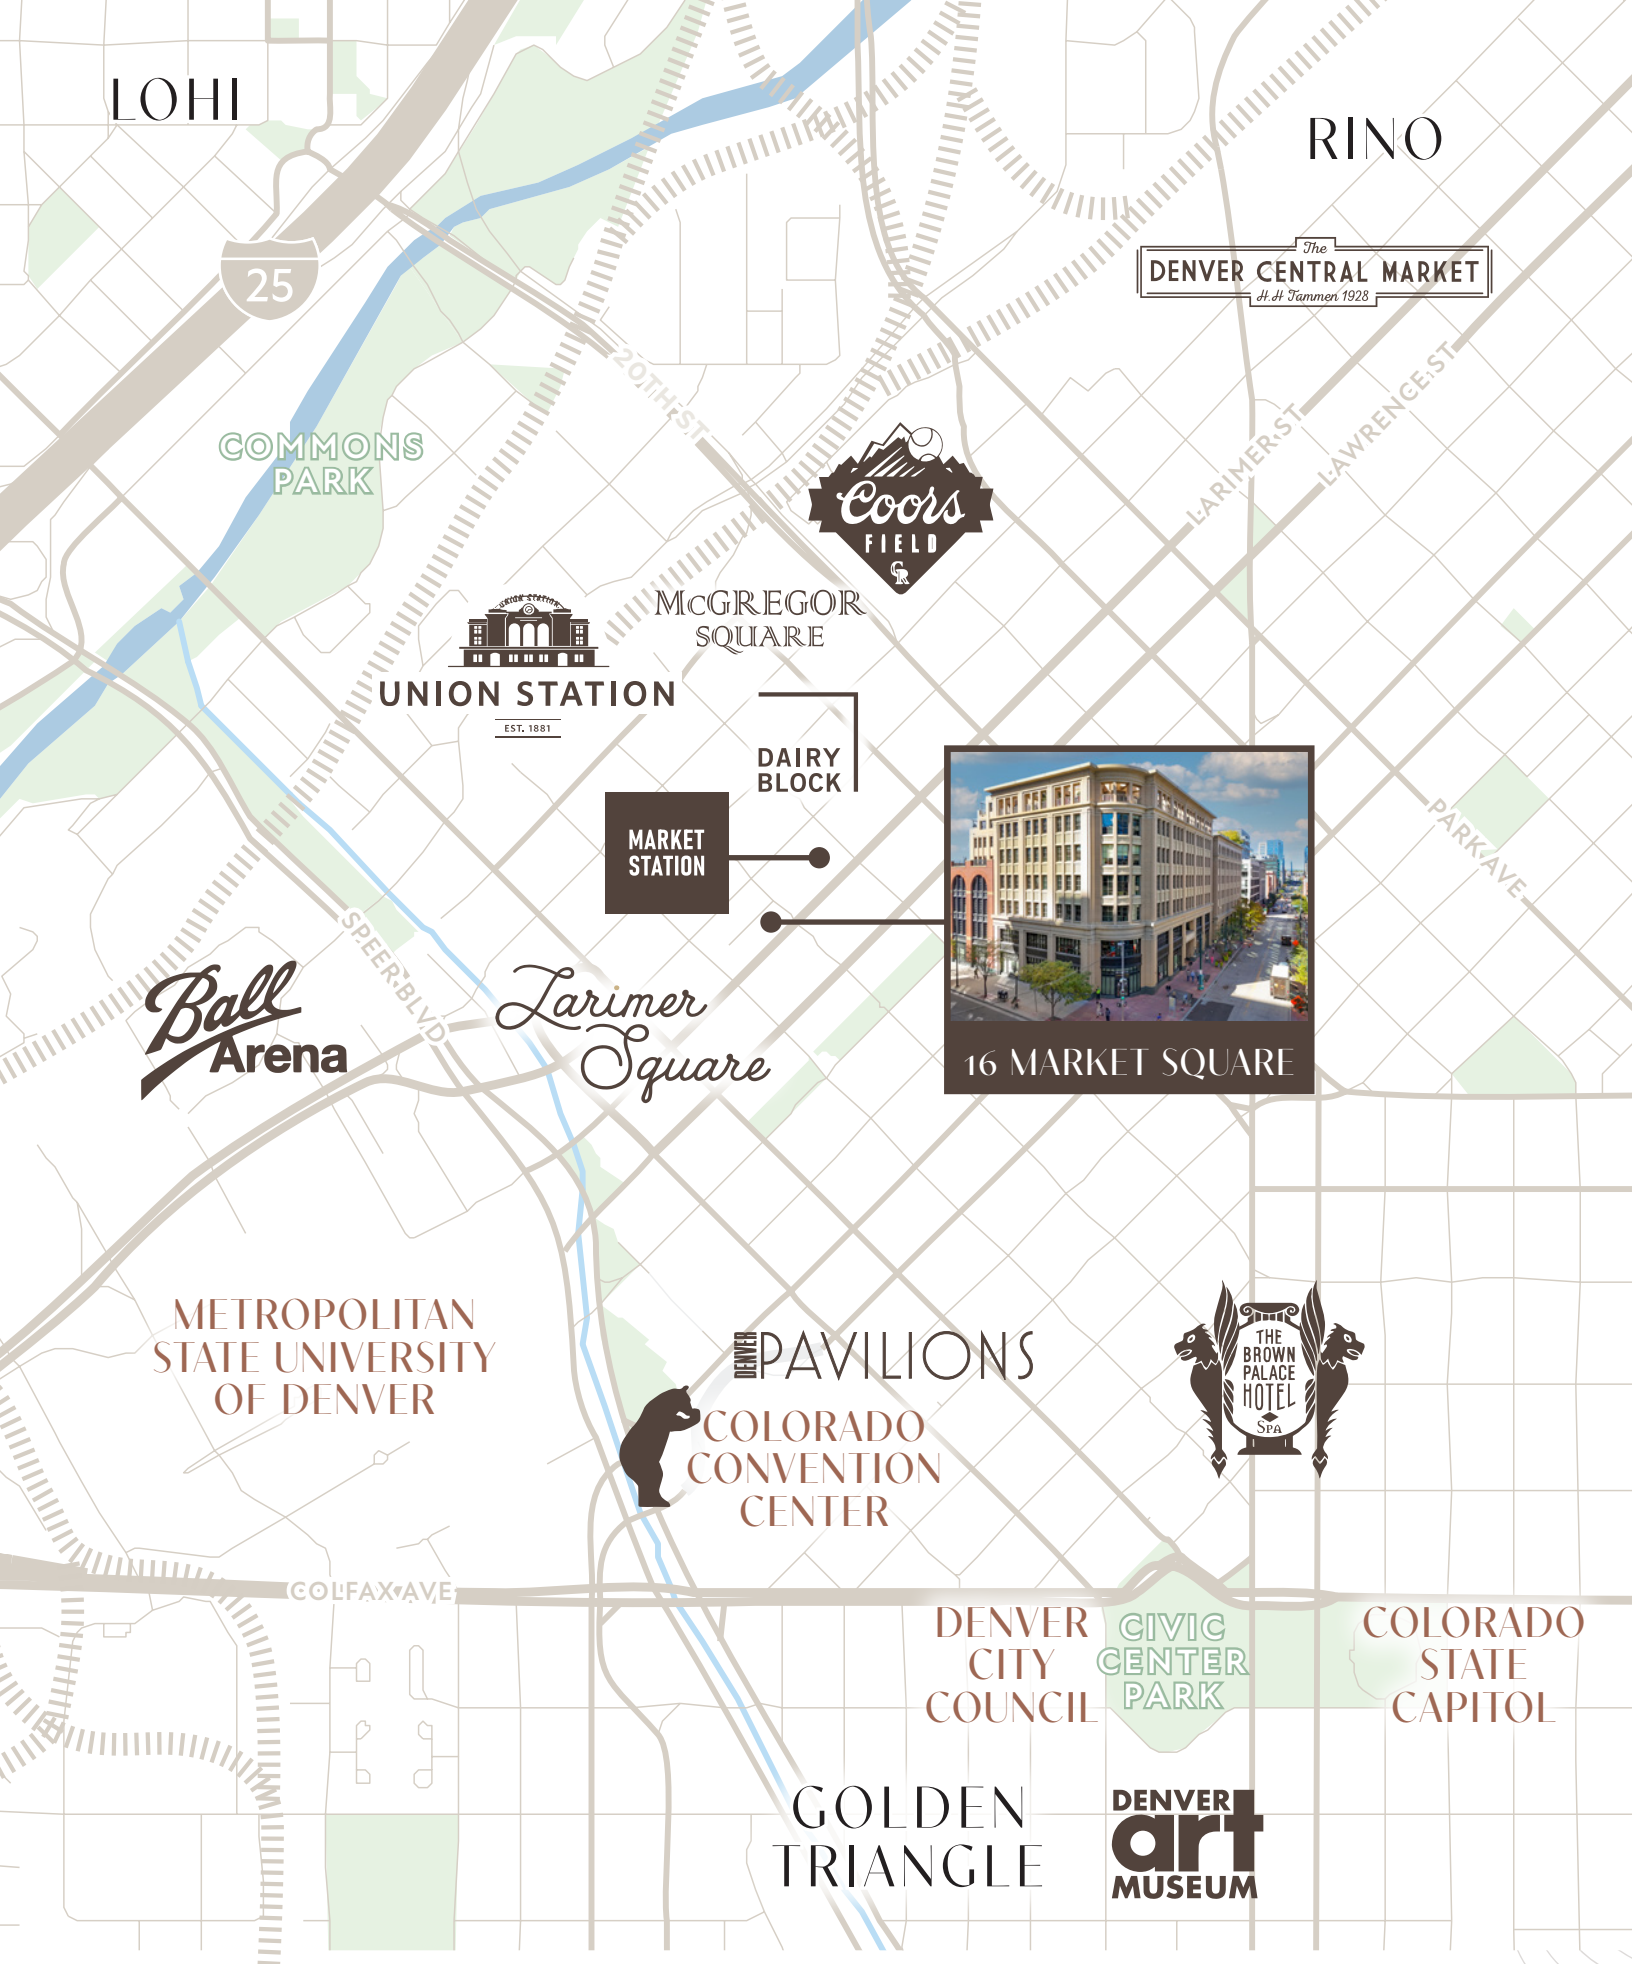 LOHI
RINO
The
DENVER CENTRAL MARKET
H.H Tammen 1928
25
20TH ST
LARIMER ST
LAWRENCE ST
COMMONS
PARK
Coors
FIELD
CR
McGREGOR
SQUARE
UNION STATION
UNION STATION
EST. 1881
DAIRY
BLOCK
MARKET
STATION
PARK AVE
SPEER BLVD
Ball
Arena
Larimer
Square
16 MARKET SQUARE
METROPOLITAN
STATE UNIVERSITY
OF DENVER
DENVER
PAVILIONS
THE
BROWN
PALACE
HOTEL
SPA
COLORADO
CONVENTION
CENTER
COLFAX AVE
DENVER
CITY
COUNCIL
CIVIC
CENTER
PARK
COLORADO
STATE
CAPITOL
GOLDEN
TRIANGLE
DENVER
art
MUSEUM